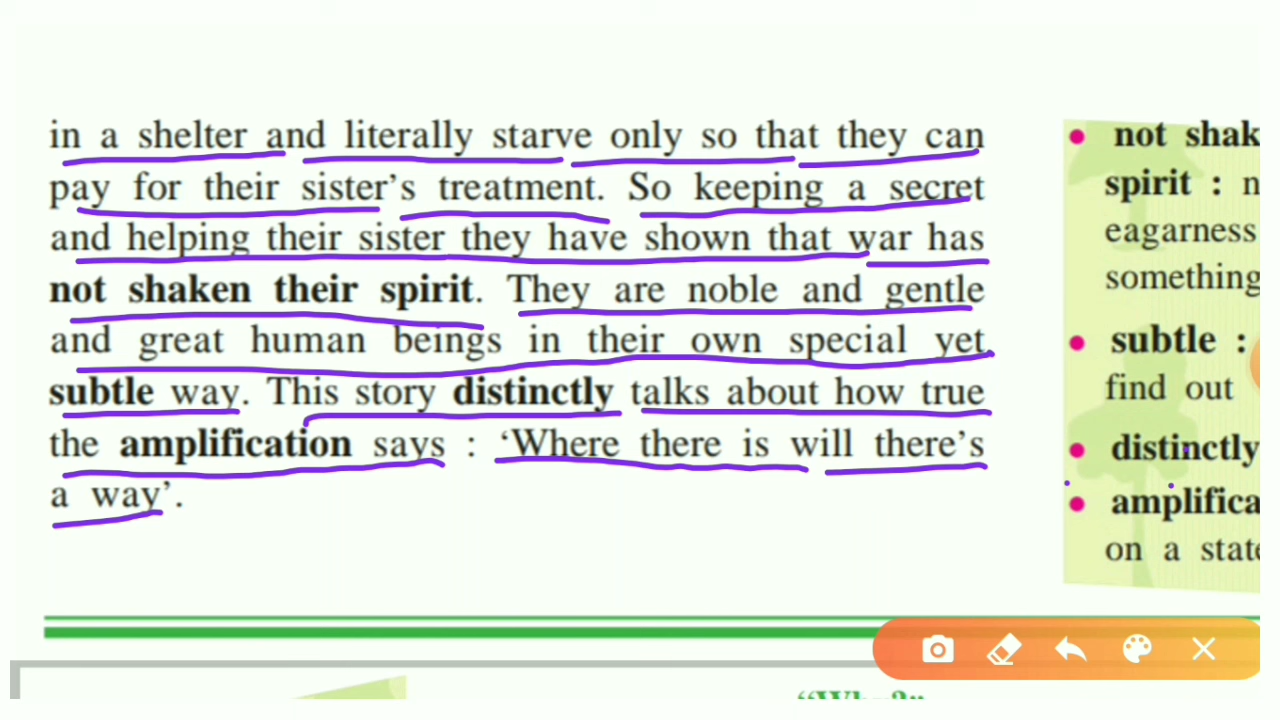 in a shelter and literally starve only so that they can
pay for their sister's treatment. So keeping a secret
and helping their sister they have shown that war has
not shaken their spirit. They are noble and gentle
and great human beings in their own special yet
subtle way. This story distinctly talks about how true
the amplification says : 'Where there is will there's
a way'.
not shak
spirit : n
eagarness
something
subtle :
find out
distinctly
amplifica
on a state
"Why?"